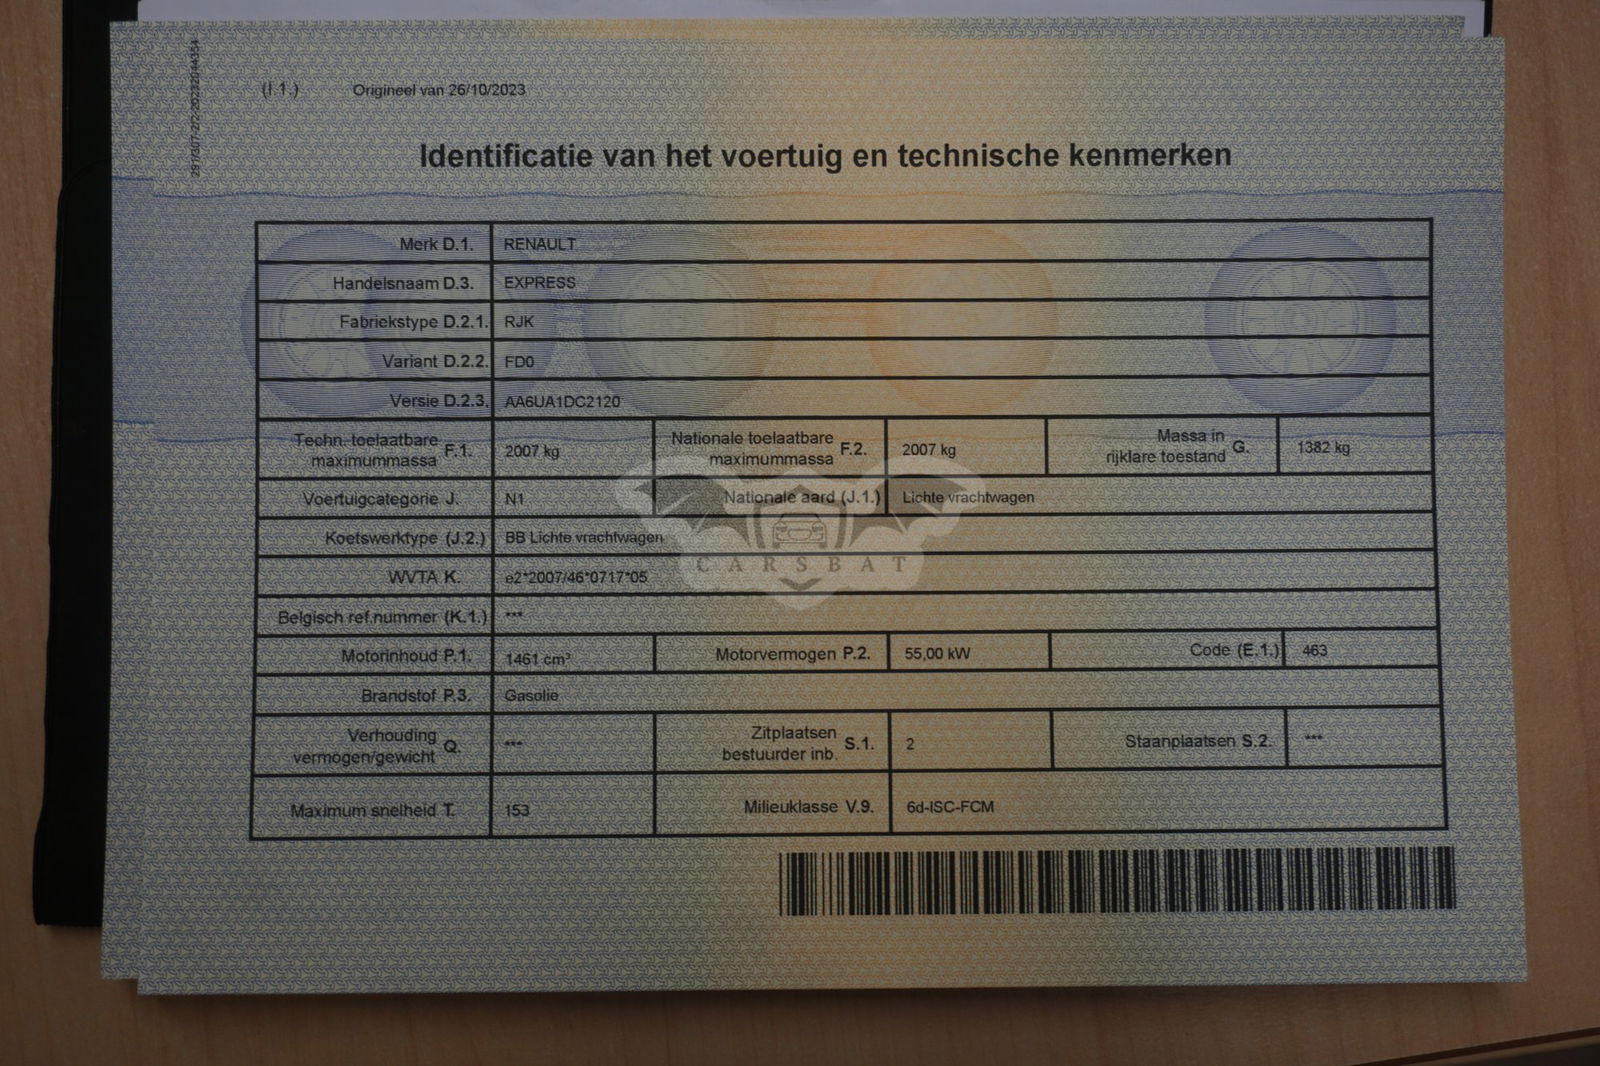 291/307-2/2-20232044354
(I.1.) Origineel van 26/10/2023
Identificatie van het voertuig en technische kenmerken
Merk D.1. RENAULT
Handelsnaam D.3. EXPRESS
Fabriekstype D.2.1. RJK
Variant D.2.2. FD0
Versie D.2.3. AA6UA1DC2120
Techn. toelaatbare maximummassa F.1. 2007 kg Nationale toelaatbare maximummassa F.2. 2007 kg Massa in rijklare toestand G. 1382 kg
Voertuigcategorie J. N1 Nationale aard (J.1.) Lichte vrachtwagen
Koetswerktype (J.2.) BB Lichte vrachtwagen
CARSBAT
WVTA K. e2*2007/46*0717*05
Belgisch ref.nummer (K.1.) ***
Motorinhoud P.1. 1461 cm³ Motorvermogen P.2. 55,00 kW Code (E.1.) 463
Brandstof P.3. Gasolie
Verhouding vermogen/gewicht Q. *** Zitplaatsen bestuurder inb. S.1. 2 Staanplaatsen S.2. ***
Maximum snelheid T. 153 Milieuklasse V.9. 6d-ISC-FCM